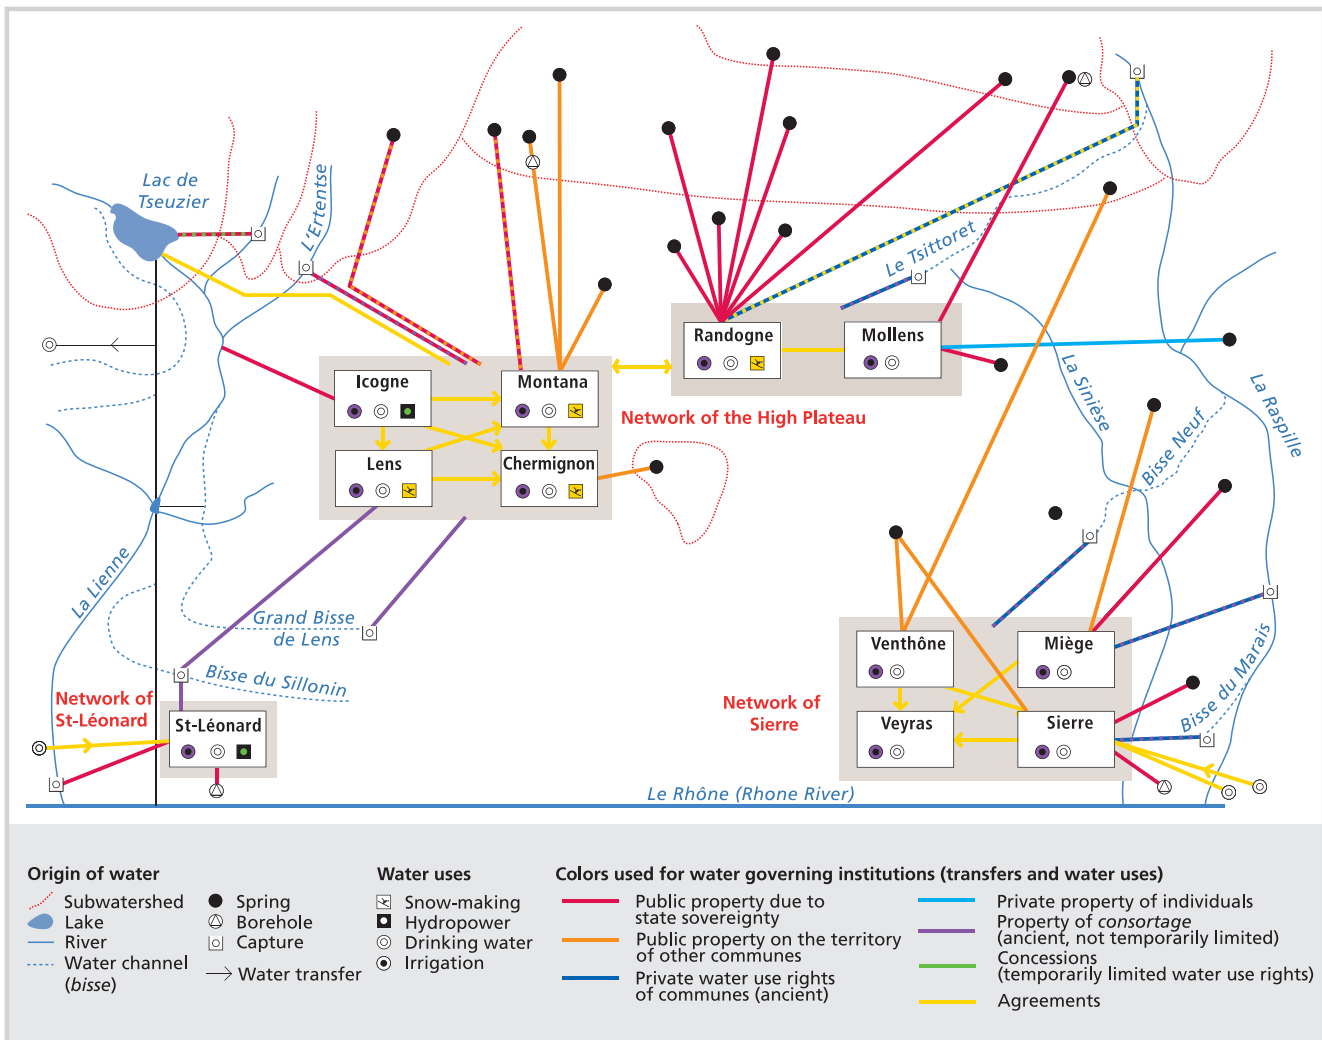 Lac de
Tseuzier
L'Ertentse
Le Tsittoret
Randogne
Mollens
Icogne
Montana
Network of the High Plateau
Lens
Chermignon
La Sinièse
Bisse Neuf
La Raspille
La Lienne
Grand Bisse
de Lens
Bisse du Sillonin
Network of
St-Léonard
St-Léonard
Venthône
Miège
Network of
Sierre
Veyras
Sierre
Bisse du Marais
Le Rhône (Rhone River)
Origin of water
Subwatershed
Lake
River
Water channel
(bisse)
Spring
Borehole
Capture
Water transfer
Water uses
Snow-making
Hydropower
Drinking water
Irrigation
Colors used for water governing institutions (transfers and water uses)
Public property due to
state sovereignty
Public property on the territory
of other communes
Private water use rights
of communes (ancient)
Private property of individuals
Property of consortage
(ancient, not temporarily limited)
Concessions
(temporarily limited water use rights)
Agreements